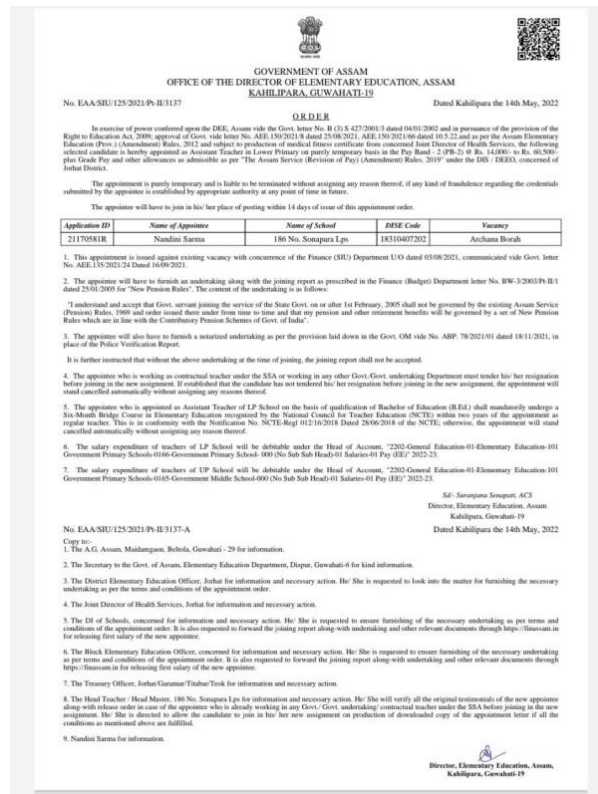 GOVERNMENT OF ASSAM
OFFICE OF THE DIRECTOR OF ELEMENTARY EDUCATION, ASSAM
KAHILIPARA, GUWAHATI-19
No. EAA/SIU/125/2021/Pt-II/3137 Dated Kahilipara the 14th May, 2022
O R D E R
In exercise of power conferred upon the DEE, Assam vide the Govt. letter No. B (3) S 427/2001/3 dated 04/01/2002 and in pursuance of the provision of the
Right to Education Act, 2009; approval of Govt. vide letter No. AEE.150/2021/8 dated 25/08/2021, AEE.150/2021/66 dated 10.5.22 and as per the Assam Elementary
Education (Prov.) (Amendment) Rules, 2012 and subject to production of medical fitness certificate from concerned Joint Director of Health Services, the following
selected candidate is hereby appointed as Assistant Teacher in Lower Primary on purely temporary basis in the Pay Band - 2 (PB-2) @ Rs. 14,000/- to Rs. 60,500/-
plus Grade Pay and other allowances as admissible as per "The Assam Service (Revision of Pay) (Amendment) Rules, 2019" under the DIS / DEEO, concerned of
Jorhat District.
The appointment is purely temporary and is liable to be terminated without assigning any reason thereof, if any kind of fraudulence regarding the credentials
submitted by the appointee is established by appropriate authority at any point of time in future.
The appointee will have to join in his/ her place of posting within 14 days of issue of this appointment order.
Application ID Name of Appointee Name of School DISE Code Vacancy
21170581R Nandini Sarma 186 No. Sonapara Lps 18310407202 Archana Borah
1. This appointment is issued against existing vacancy with concurrence of the Finance (SIU) Department U/O dated 03/08/2021, communicated vide Govt. letter
No. AEE.135/2021/24 Dated 16/09/2021.
2. The appointee will have to furnish an undertaking along with the joining report as prescribed in the Finance (Budget) Department letter No. BW-3/2003/Pt-II/1
dated 25/01/2005 for "New Pension Rules". The content of the undertaking is as follows:
"I understand and accept that Govt. servant joining the service of the State Govt. on or after 1st February, 2005 shall not be governed by the existing Assam Service
(Pension) Rules, 1969 and order issued there under from time to time and that my pension and other retirement benefits will be governed by a set of New Pension
Rules which are in line with the Contributory Pension Schemes of Govt. of India".
3. The appointee will also have to furnish a notarized undertaking as per the provision laid down in the Govt. OM vide No. ABP. 78/2021/01 dated 18/11/2021, in
place of the Police Verification Report.
It is further instructed that without the above undertaking at the time of joining, the joining report shall not be accepted.
4. The appointee who is working as contractual teacher under the SSA or working in any other Govt./Govt. undertaking Department must tender his/ her resignation
before joining in the new assignment. If established that the candidate has not tendered his/ her resignation before joining in the new assignment, the appointment will
stand cancelled automatically without assigning any reasons thereof.
5. The appointee who is appointed as Assistant Teacher of LP School on the basis of qualification of Bachelor of Education (B.Ed.) shall mandatorily undergo a
Six-Month Bridge Course in Elementary Education recognized by the National Council for Teacher Education (NCTE) within two years of the appointment as
regular teacher. This is in conformity with the Notification No. NCTE-Regl 012/16/2018 Dated 28/06/2018 of the NCTE; otherwise, the appointment will stand
cancelled automatically without assigning any reason thereof.
6. The salary expenditure of teachers of LP School will be debitable under the Head of Account, "2202-General Education-01-Elementary Education-101
Government Primary Schools-0166-Government Primary School- 000 (No Sub Sub Head)-01 Salaries-01 Pay (EE)" 2022-23.
7. The salary expenditure of teachers of UP School will be debitable under the Head of Account, "2202-General Education-01-Elementary Education-101
Government Primary Schools-0165-Government Middle School-000 (No Sub Sub Head)-01 Salaries-01 Pay (EE)" 2022-23.
Sd/- Suranjana Senapati, ACS
Director, Elementary Education, Assam
Kahilipara, Guwahati-19
No. EAA/SIU/125/2021/Pt-II/3137-A Dated Kahilipara the 14th May, 2022
Copy to:-
1. The A.G, Assam, Maidamgaon, Beltola, Guwahati - 29 for information.
2. The Secretary to the Govt. of Assam, Elementary Education Department, Dispur, Guwahati-6 for kind information.
3. The District Elementary Education Officer, Jorhat for information and necessary action. He/ She is requested to look into the matter for furnishing the necessary
undertaking as per the terms and conditions of the appointment order.
4. The Joint Director of Health Services, Jorhat for information and necessary action.
5. The DI of Schools, concerned for information and necessary action. He/ She is requested to ensure furnishing of the necessary undertaking as per terms and
conditions of the appointment order. It is also requested to forward the joining report along-with undertaking and other relevant documents through https://finassam.in
for releasing first salary of the new appointee.
6. The Block Elementary Education Officer, concerned for information and necessary action. He/ She is requested to ensure furnishing of the necessary undertaking
as per terms and conditions of the appointment order. It is also requested to forward the joining report along-with undertaking and other relevant documents through
https://finassam.in for releasing first salary of the new appointee.
7. The Treasury Officer, Jorhat/Garamur/Titabar/Teok for information and necessary action.
8. The Head Teacher / Head Master, 186 No. Sonapara Lps for information and necessary action. He/ She will verify all the original testimonials of the new appointee
along-with release order in case of the appointee who is already working in any Govt./ Govt. undertaking/ contractual teacher under the SSA before joining in the new
assignment. He/ She is directed to allow the candidate to join in his/ her new assignment on production of downloaded copy of the appointment letter if all the
conditions as mentioned above are fulfilled.
9. Nandini Sarma for information.
Director, Elementary Education, Assam,
Kahilipara, Guwahati-19